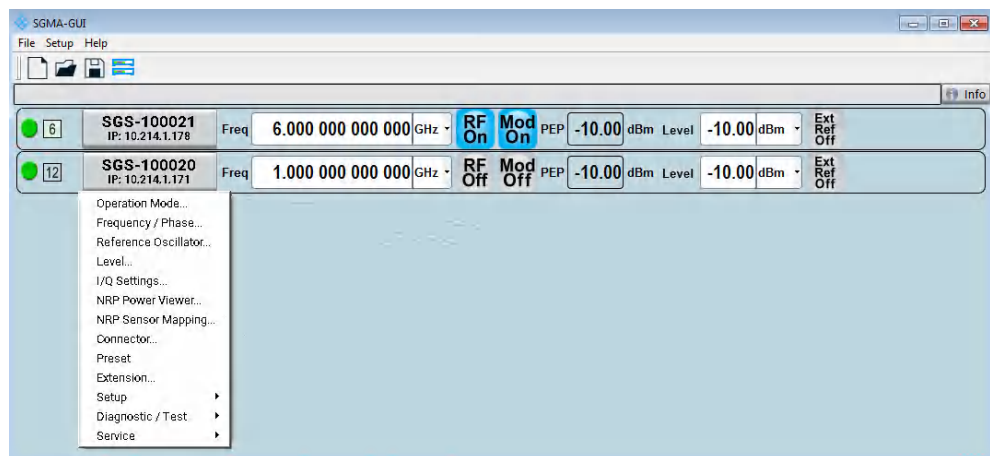 SGMA-GUI
File Setup Help
Info
6 SGS-100021 IP: 10.214.1.178 Freq 6.000 000 000 000 GHz RF On Mod On PEP -10.00 dBm Level -10.00 dBm Ext Ref Off
12 SGS-100020 IP: 10.214.1.171 Freq 1.000 000 000 000 GHz RF Off Mod Off PEP -10.00 dBm Level -10.00 dBm Ext Ref Off
Operation Mode...
Frequency / Phase...
Reference Oscillator...
Level...
I/Q Settings...
NRP Power Viewer...
NRP Sensor Mapping...
Connector...
Preset
Extension...
Setup
Diagnostic / Test
Service